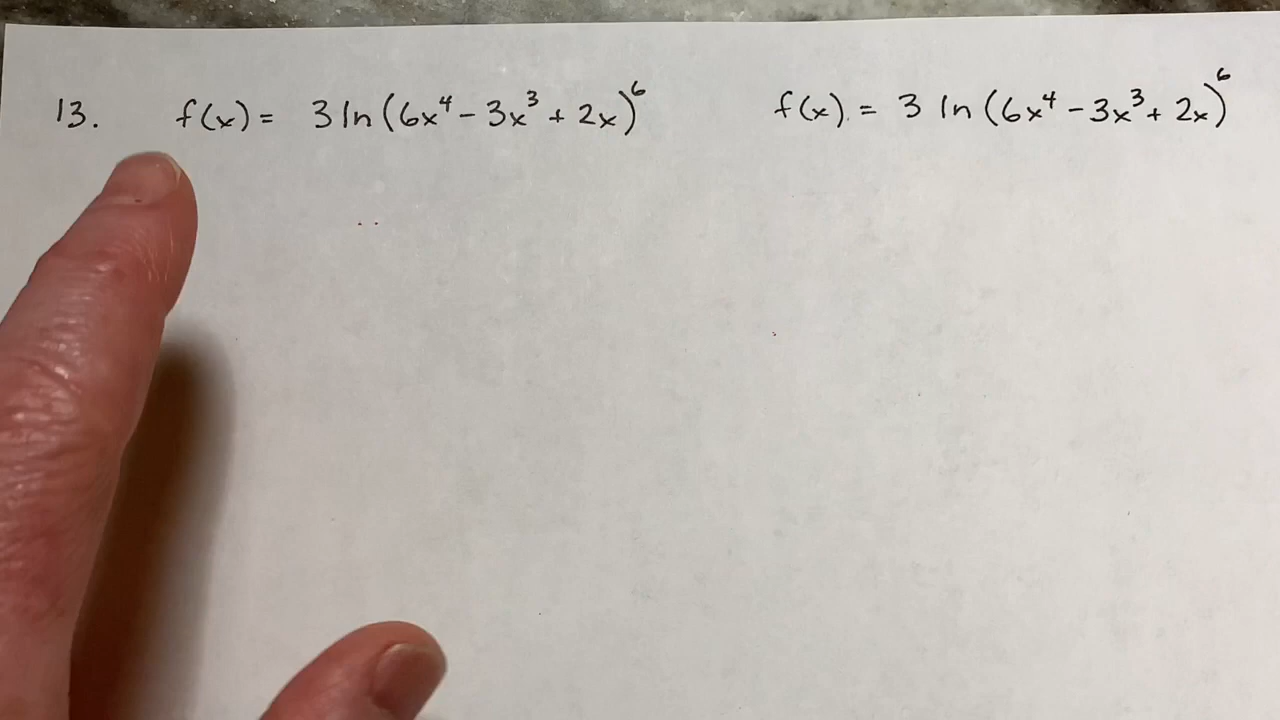 13. f(x) = 3 ln(6x⁴ - 3x³ + 2x)⁶ f(x) = 3 ln(6x⁴ - 3x³ + 2x)⁶